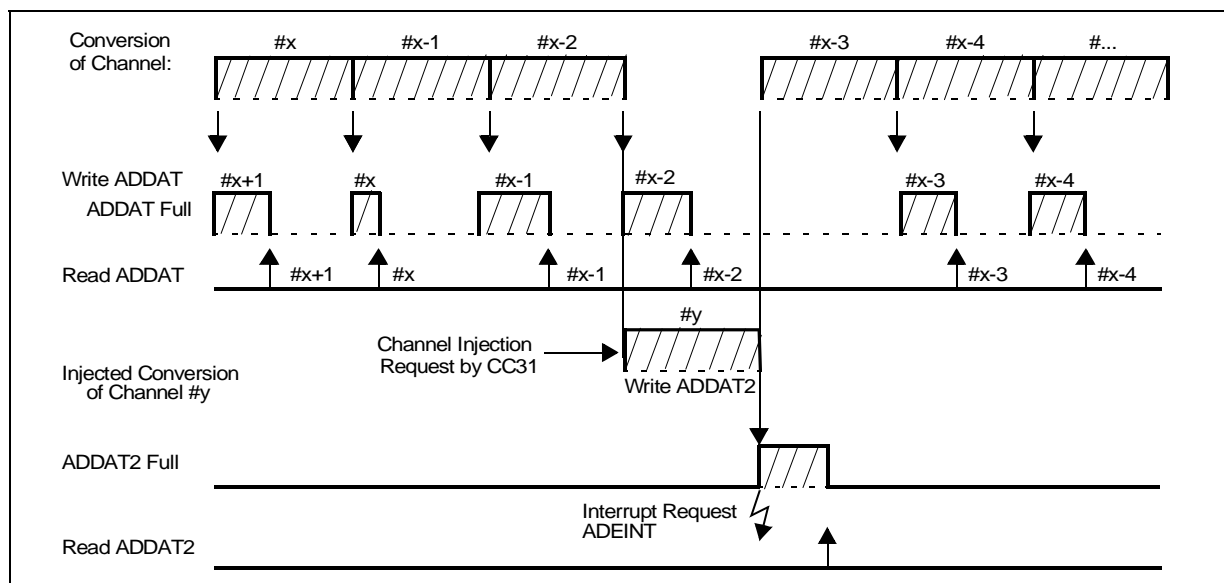 Conversion
of Channel:
#x
#x-1
#x-2
#x-3
#x-4
#...
Write ADDAT
ADDAT Full
#x+1
#x
#x-1
#x-2
#x-3
#x-4
Read ADDAT
#x+1
#x
#x-1
#x-2
#x-3
#x-4
#y
Channel Injection
Request by CC31
Write ADDAT2
Injected Conversion
of Channel #y
ADDAT2 Full
Interrupt Request
ADEINT
Read ADDAT2